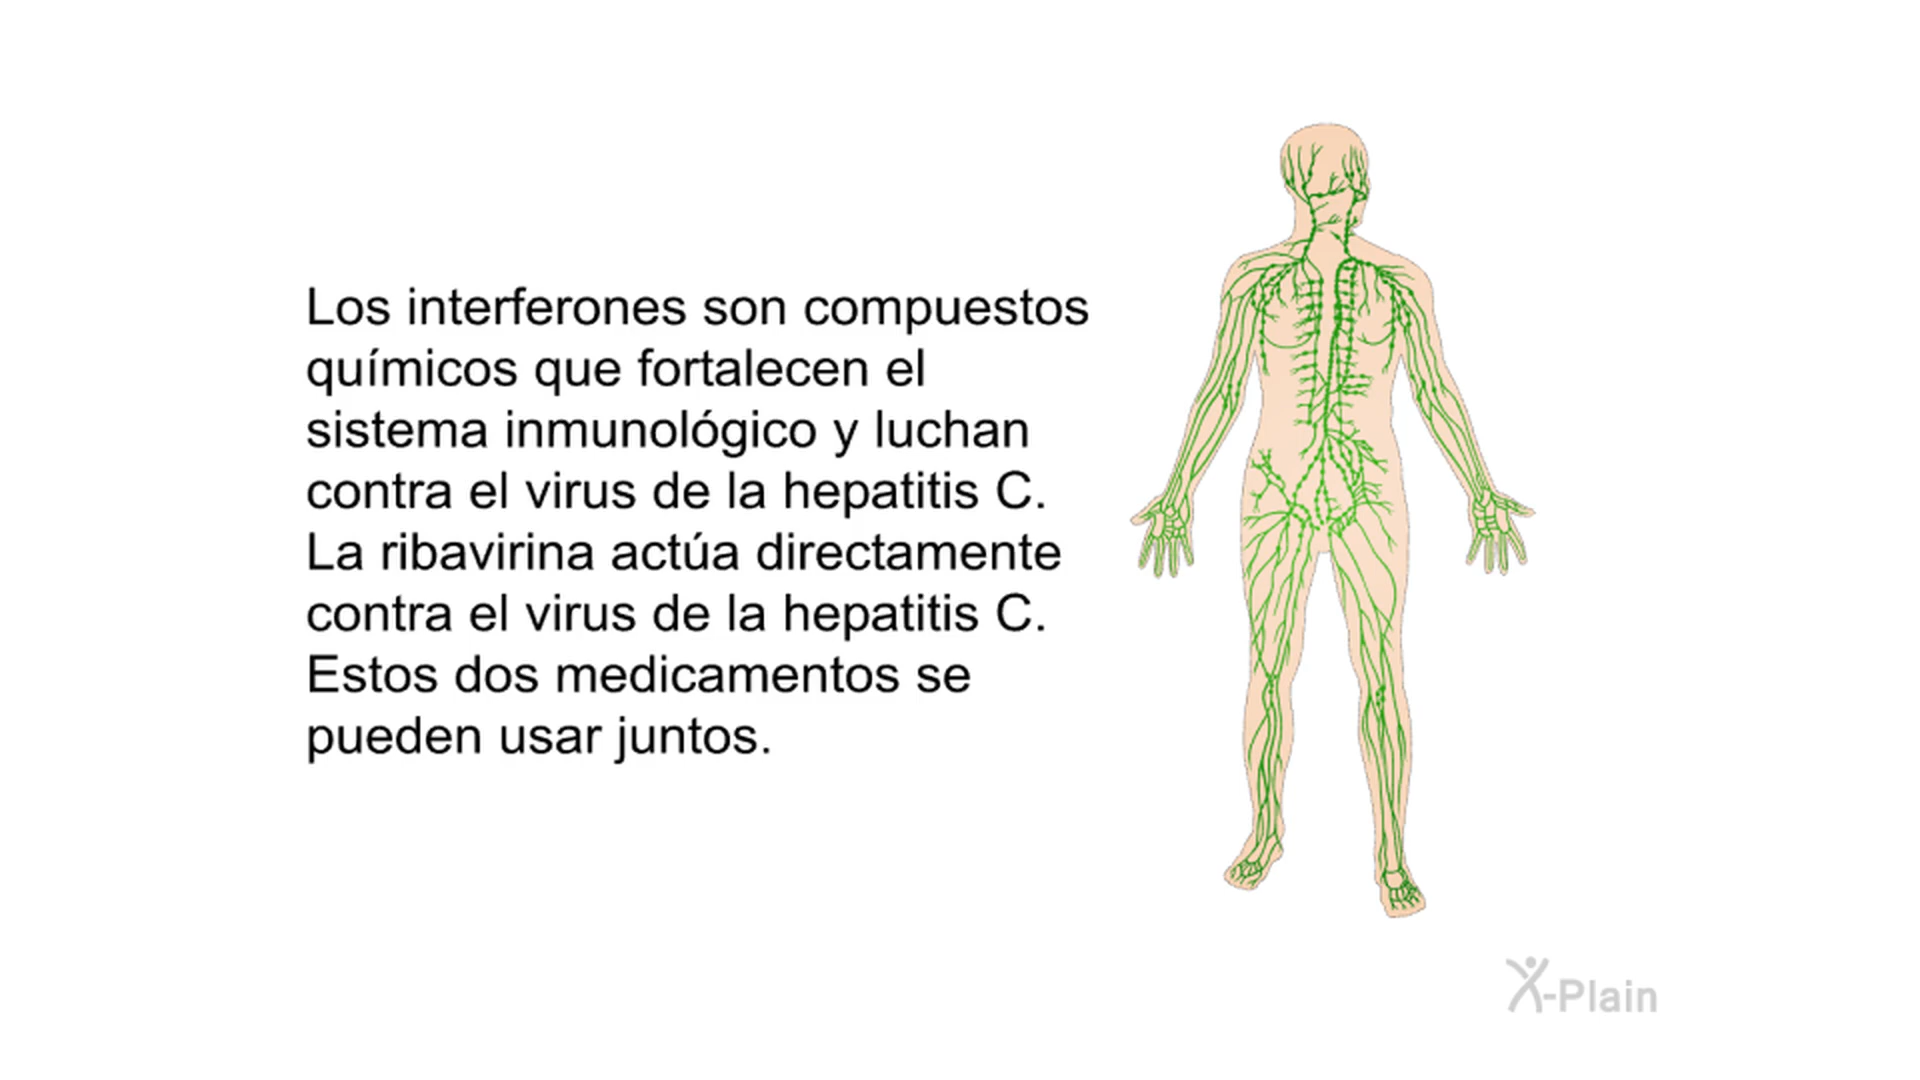 Los interferones son compuestos
químicos que fortalecen el
sistema inmunológico y luchan
contra el virus de la hepatitis C.
La ribavirina actúa directamente
contra el virus de la hepatitis C.
Estos dos medicamentos se
pueden usar juntos.
X-Plain